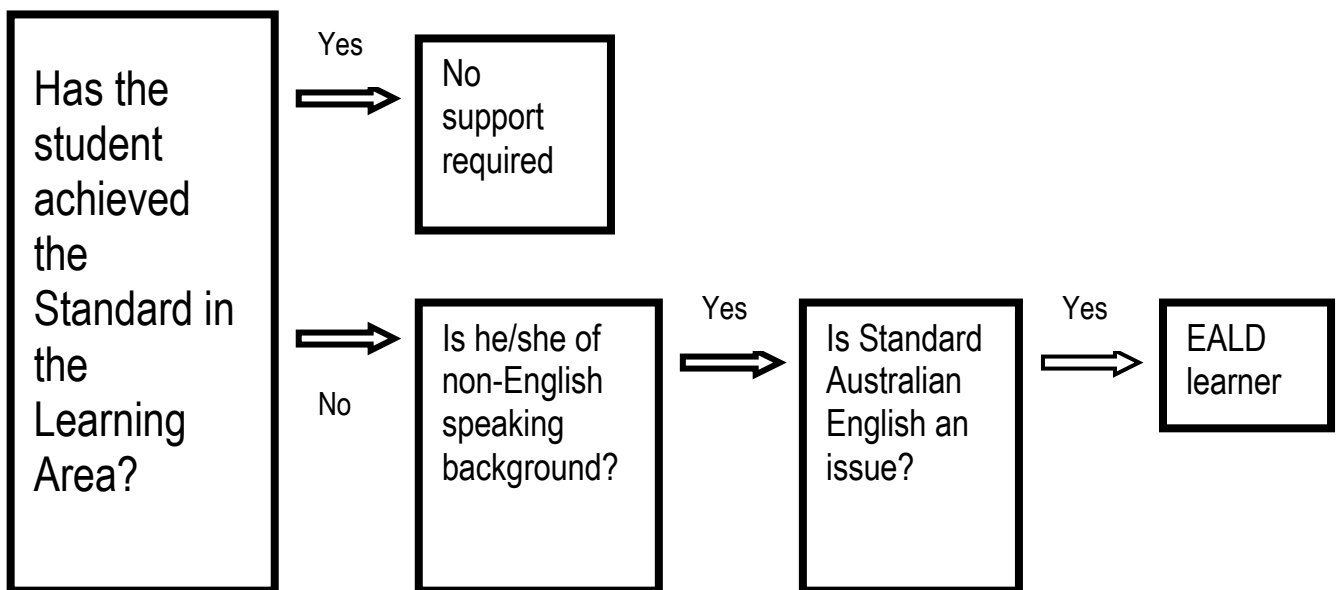 Has the
student
achieved
the
Standard in
the
Learning
Area?
Yes
No
support
required
No
Is he/she of
non-English
speaking
background?
Yes
Is Standard
Australian
English an
issue?
Yes
EALD
learner